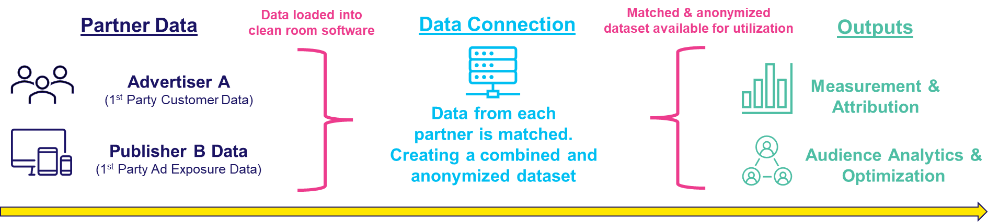 Partner Data
Data loaded into
clean room software
Data Connection
Matched & anonymized
dataset available for utilization
Outputs
Advertiser A
(1st Party Customer Data)
Publisher B Data
(1st Party Ad Exposure Data)
Data from each
partner is matched.
Creating a combined and
anonymized dataset
Measurement &
Attribution
Audience Analytics &
Optimization